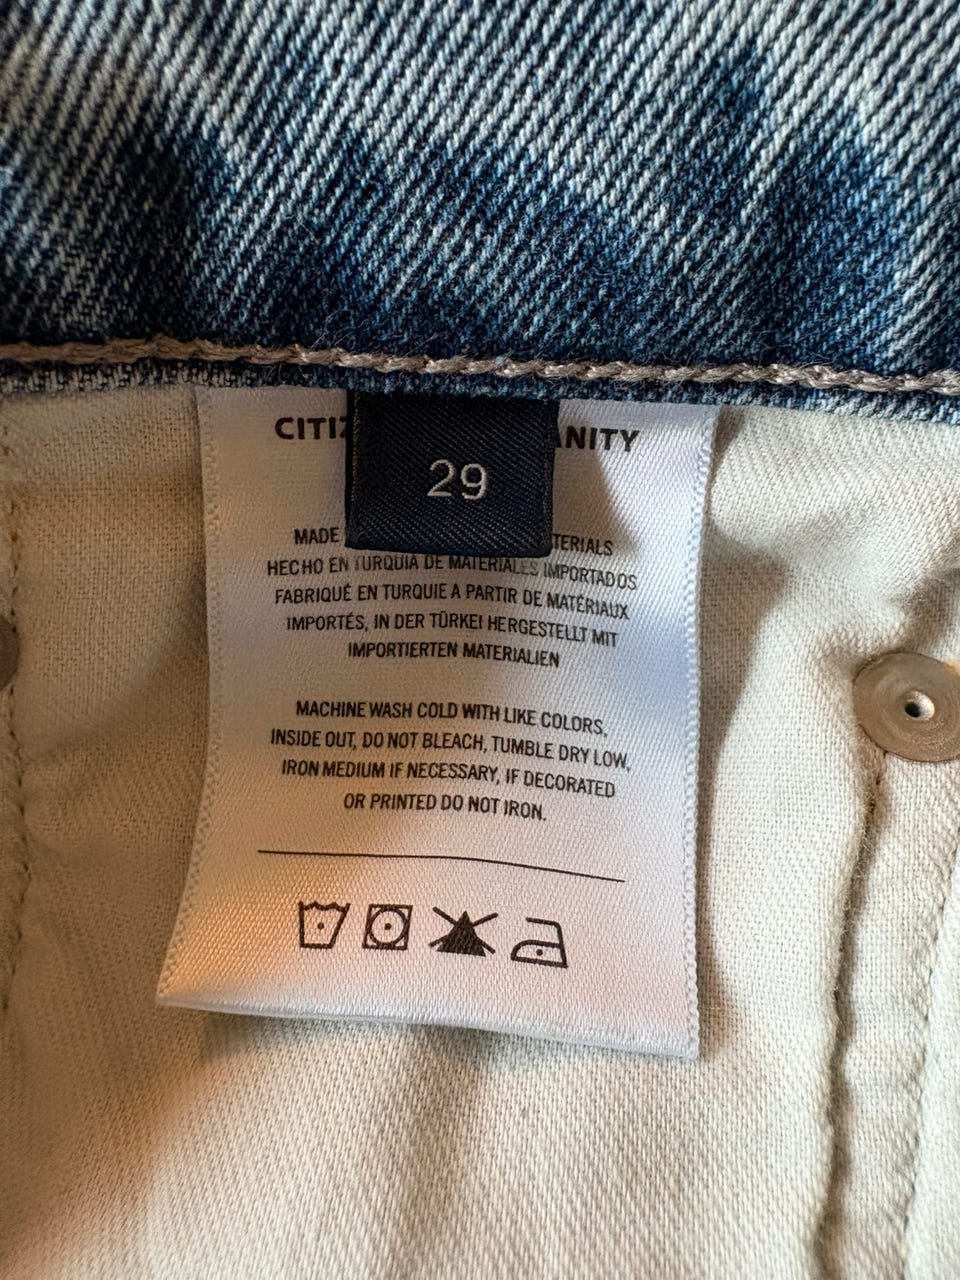 CITIZ ANITY
29
MADE TERIALS
HECHO EN TURQUIA DE MATERIALES IMPORTADOS
FABRIQUÉ EN TURQUIE A PARTIR DE MATÉRIAUX
IMPORTÉS, IN DER TÜRKEI HERGESTELLT MIT
IMPORTIERTEN MATERIALIEN
MACHINE WASH COLD WITH LIKE COLORS,
INSIDE OUT, DO NOT BLEACH, TUMBLE DRY LOW,
IRON MEDIUM IF NECESSARY, IF DECORATED
OR PRINTED DO NOT IRON.